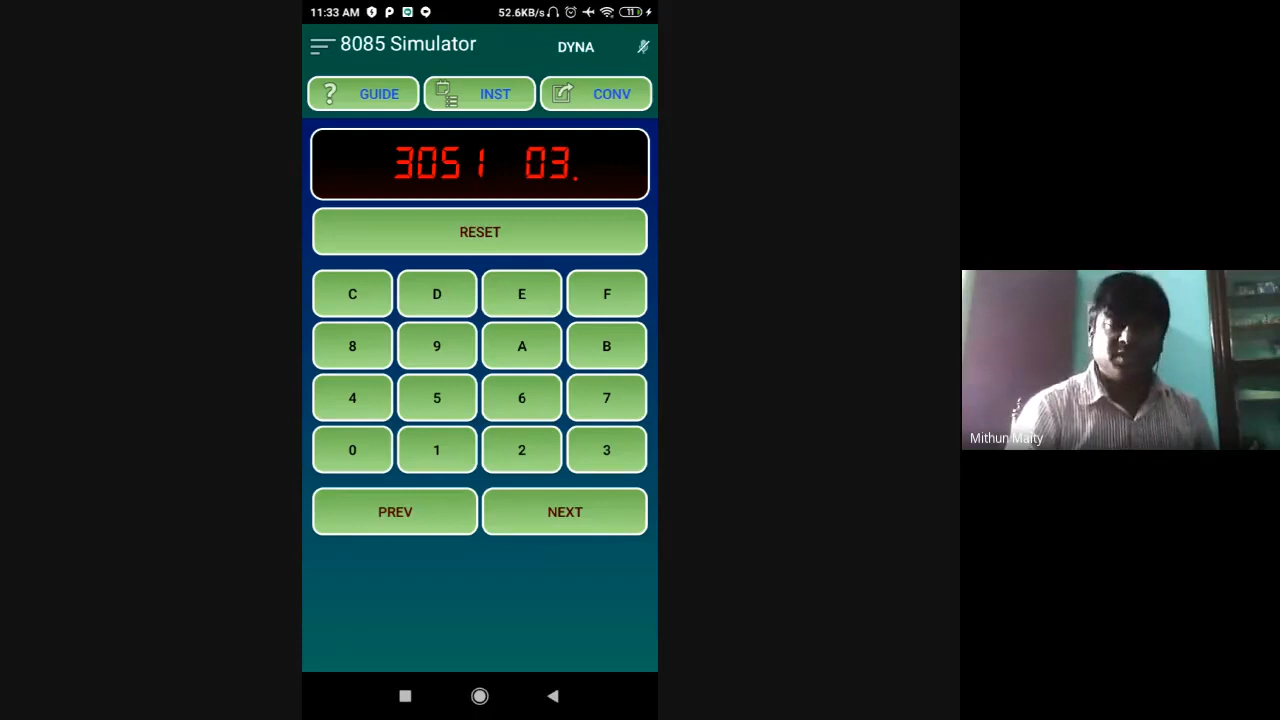 11:33 AM 52.6KB/s 11
8085 Simulator DYNA
? GUIDE INST CONV
3051 03.
RESET
C D E F
8 9 A B
4 5 6 7
0 1 2 3
PREV NEXT
Mithun Maity